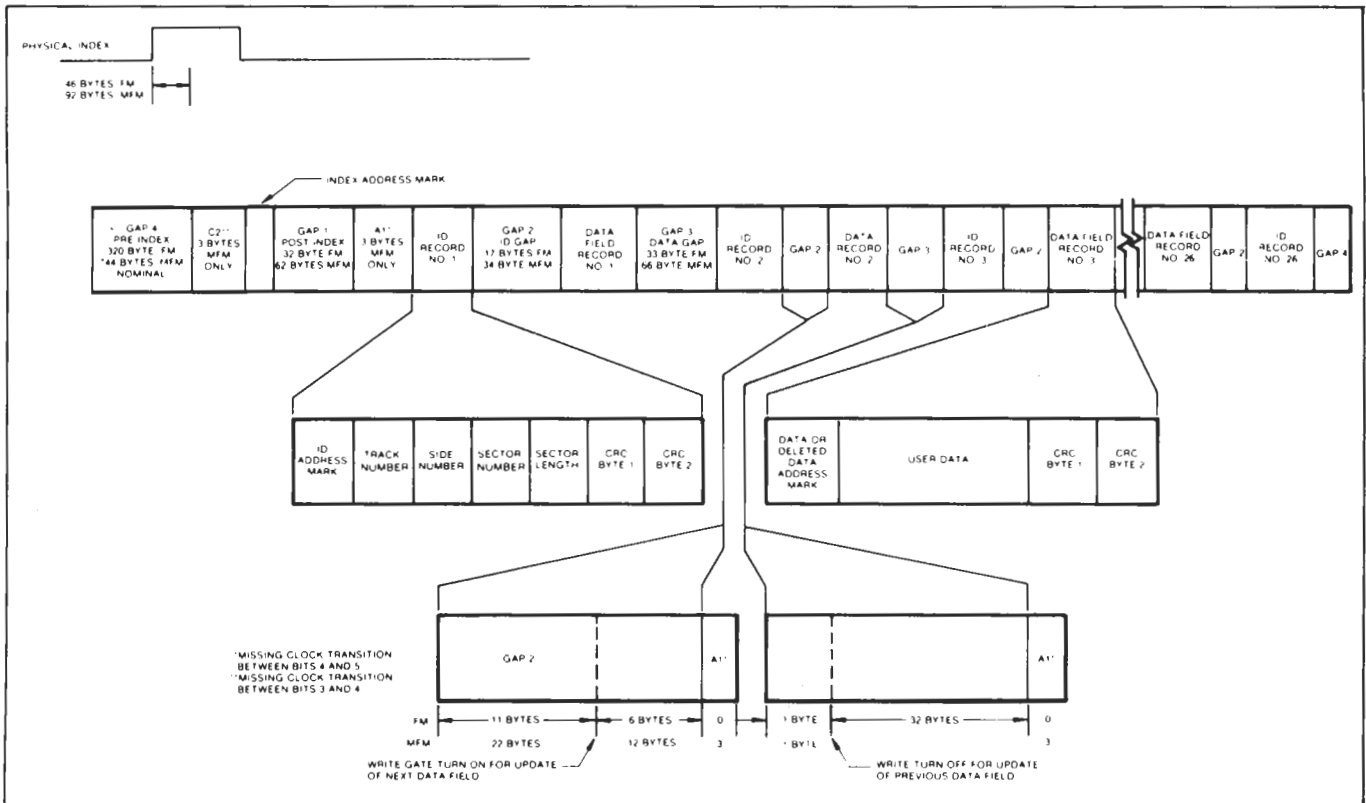 PHYSICAL INDEX
46 BYTES FM
92 BYTES MFM
INDEX ADDRESS MARK
GAP 4
PRE INDEX
320 BYTE FM
NOMINAL
3 BYTES
MFM
ONLY
GAP 1
POST INDEX
32 BYTE FM
62 BYTES MFM
3 BYTES
MFM
ONLY
ID
RECORD
NO. 1
GAP 2
ID GAP
17 BYTES FM
34 BYTE MFM
DATA
FIELD
RECORD
NO. 1
GAP 3
DATA GAP
33 BYTE FM
66 BYTE MFM
ID
RECORD
NO. 2
GAP 2
DATA
RECORD
NO. 2
GAP 3
ID
RECORD
NO. 3
GAP 2
DATA FIELD
RECORD
NO. 3
DATA FIELD
RECORD
NO. 26
GAP 2
ID
RECORD
NO. 26
GAP 4
ID
ADDRESS
MARK
TRACK
NUMBER
SIDE
NUMBER
SECTOR
NUMBER
SECTOR
LENGTH
CRC
BYTE 1
CRC
BYTE 2
DATA OR
DELETED
DATA
ADDRESS
MARK
USER DATA
CRC
BYTE 1
CRC
BYTE 2
*MISSING CLOCK TRANSITION
BETWEEN BITS 4 AND 5
**MISSING CLOCK TRANSITION
BETWEEN BITS 3 AND 4
GAP 2
A1**
A1**
FM 11 BYTES 6 BYTES 0 1 BYTE 32 BYTES 0
MFM 22 BYTES 12 BYTES 3 1 BYTE 3
WRITE GATE TURN ON FOR UPDATE
OF NEXT DATA FIELD
WRITE TURN OFF FOR UPDATE
OF PREVIOUS DATA FIELD